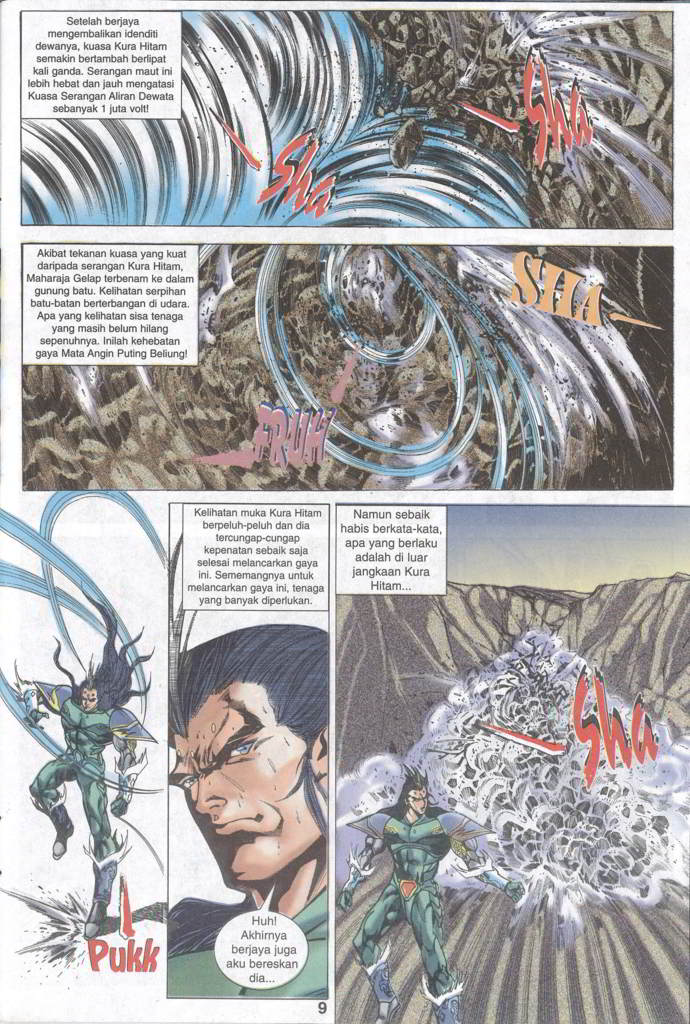 Setelah berjaya
mengembalikan idenditi
dewanya, kuasa Kura Hitam
semakin bertambah berlipat
kali ganda. Serangan maut ini
lebih hebat dan jauh mengatasi
Kuasa Serangan Aliran Dewata
sebanyak 1 juta volt!
Sha
Sha
Akibat tekanan kuasa yang kuat
daripada serangan Kura Hitam,
Maharaja Gelap terbenam ke dalam
gunung batu. Kelihatan serpihan
batu-batan berterbangan di udara.
Apa yang kelihatan sisa tenaga
yang masih belum hilang
sepenuhnya. Inilah kehebatan
gaya Mata Angin Puting Beliung!
SHA
FRUH
Pukk
Kelihatan muka Kura Hitam
berpeluh-peluh dan dia
tercungap-cungap
kepenatan sebaik saja
selesai melancarkan gaya
ini. Sememangnya untuk
melancarkan gaya ini, tenaga
yang banyak diperlukan.
Huh!
Akhirnya
berjaya juga
aku bereskan
dia...
Namun sebaik
habis berkata-kata,
apa yang berlaku
adalah di luar
jangkaan Kura
Hitam...
Sha
9